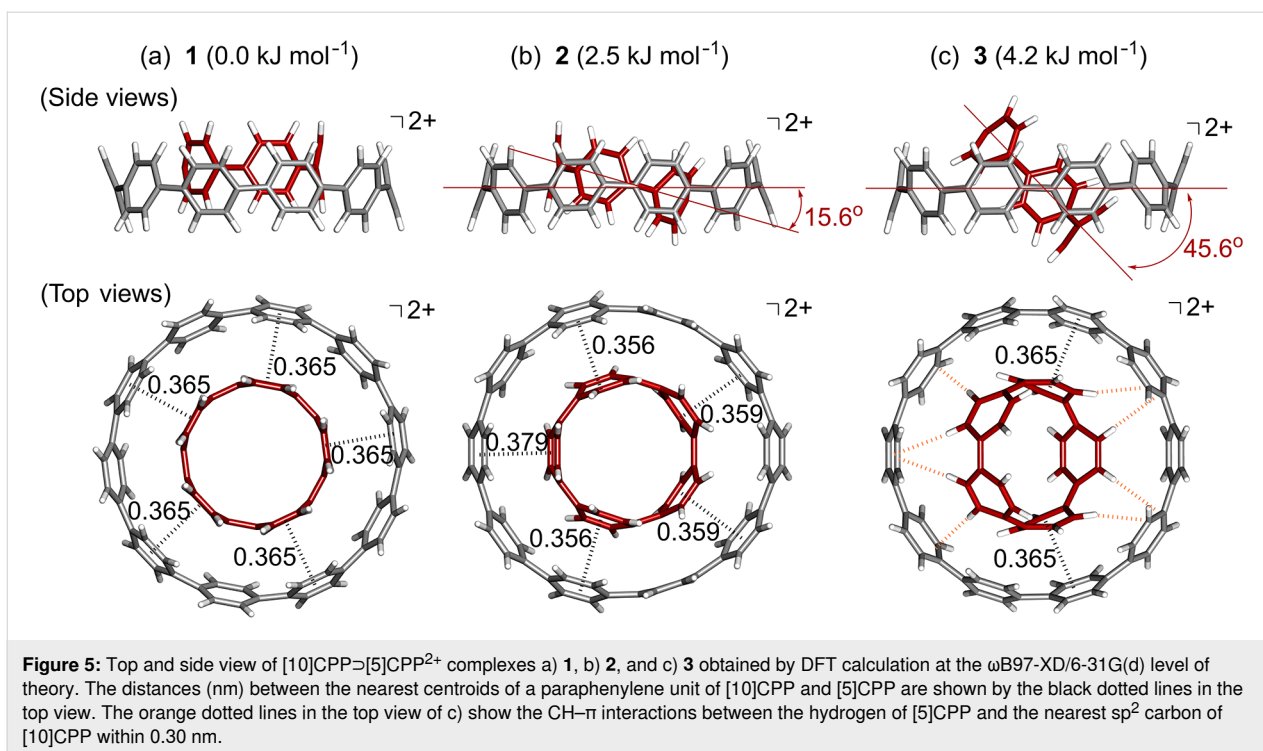 (a) 1 (0.0 kJ mol⁻¹) (b) 2 (2.5 kJ mol⁻¹) (c) 3 (4.2 kJ mol⁻¹)
(Side views)
⌝2+ ⌝2+ ⌝2+
15.6° 45.6°
(Top views)
⌝2+ ⌝2+ ⌝2+
0.365 0.356 0.365
0.365 0.359
0.365 0.379
0.365 0.356 0.359 0.365
0.365
Figure 5: Top and side view of [10]CPP⊃[5]CPP²⁺ complexes a) 1, b) 2, and c) 3 obtained by DFT calculation at the ωB97-XD/6-31G(d) level of
theory. The distances (nm) between the nearest centroids of a paraphenylene unit of [10]CPP and [5]CPP are shown by the black dotted lines in the
top view. The orange dotted lines in the top view of c) show the CH–π interactions between the hydrogen of [5]CPP and the nearest sp² carbon of
[10]CPP within 0.30 nm.